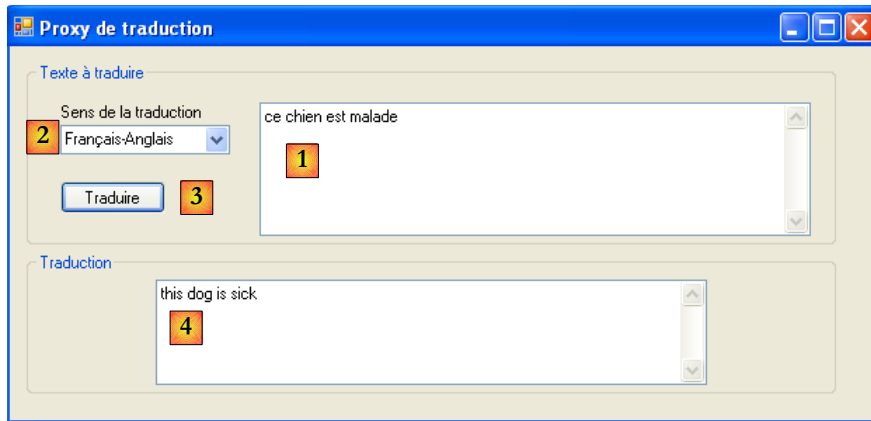 Proxy de traduction
Texte à traduire
Sens de la traduction
2 Français-Anglais
ce chien est malade
1
Traduire 3
Traduction
this dog is sick
4